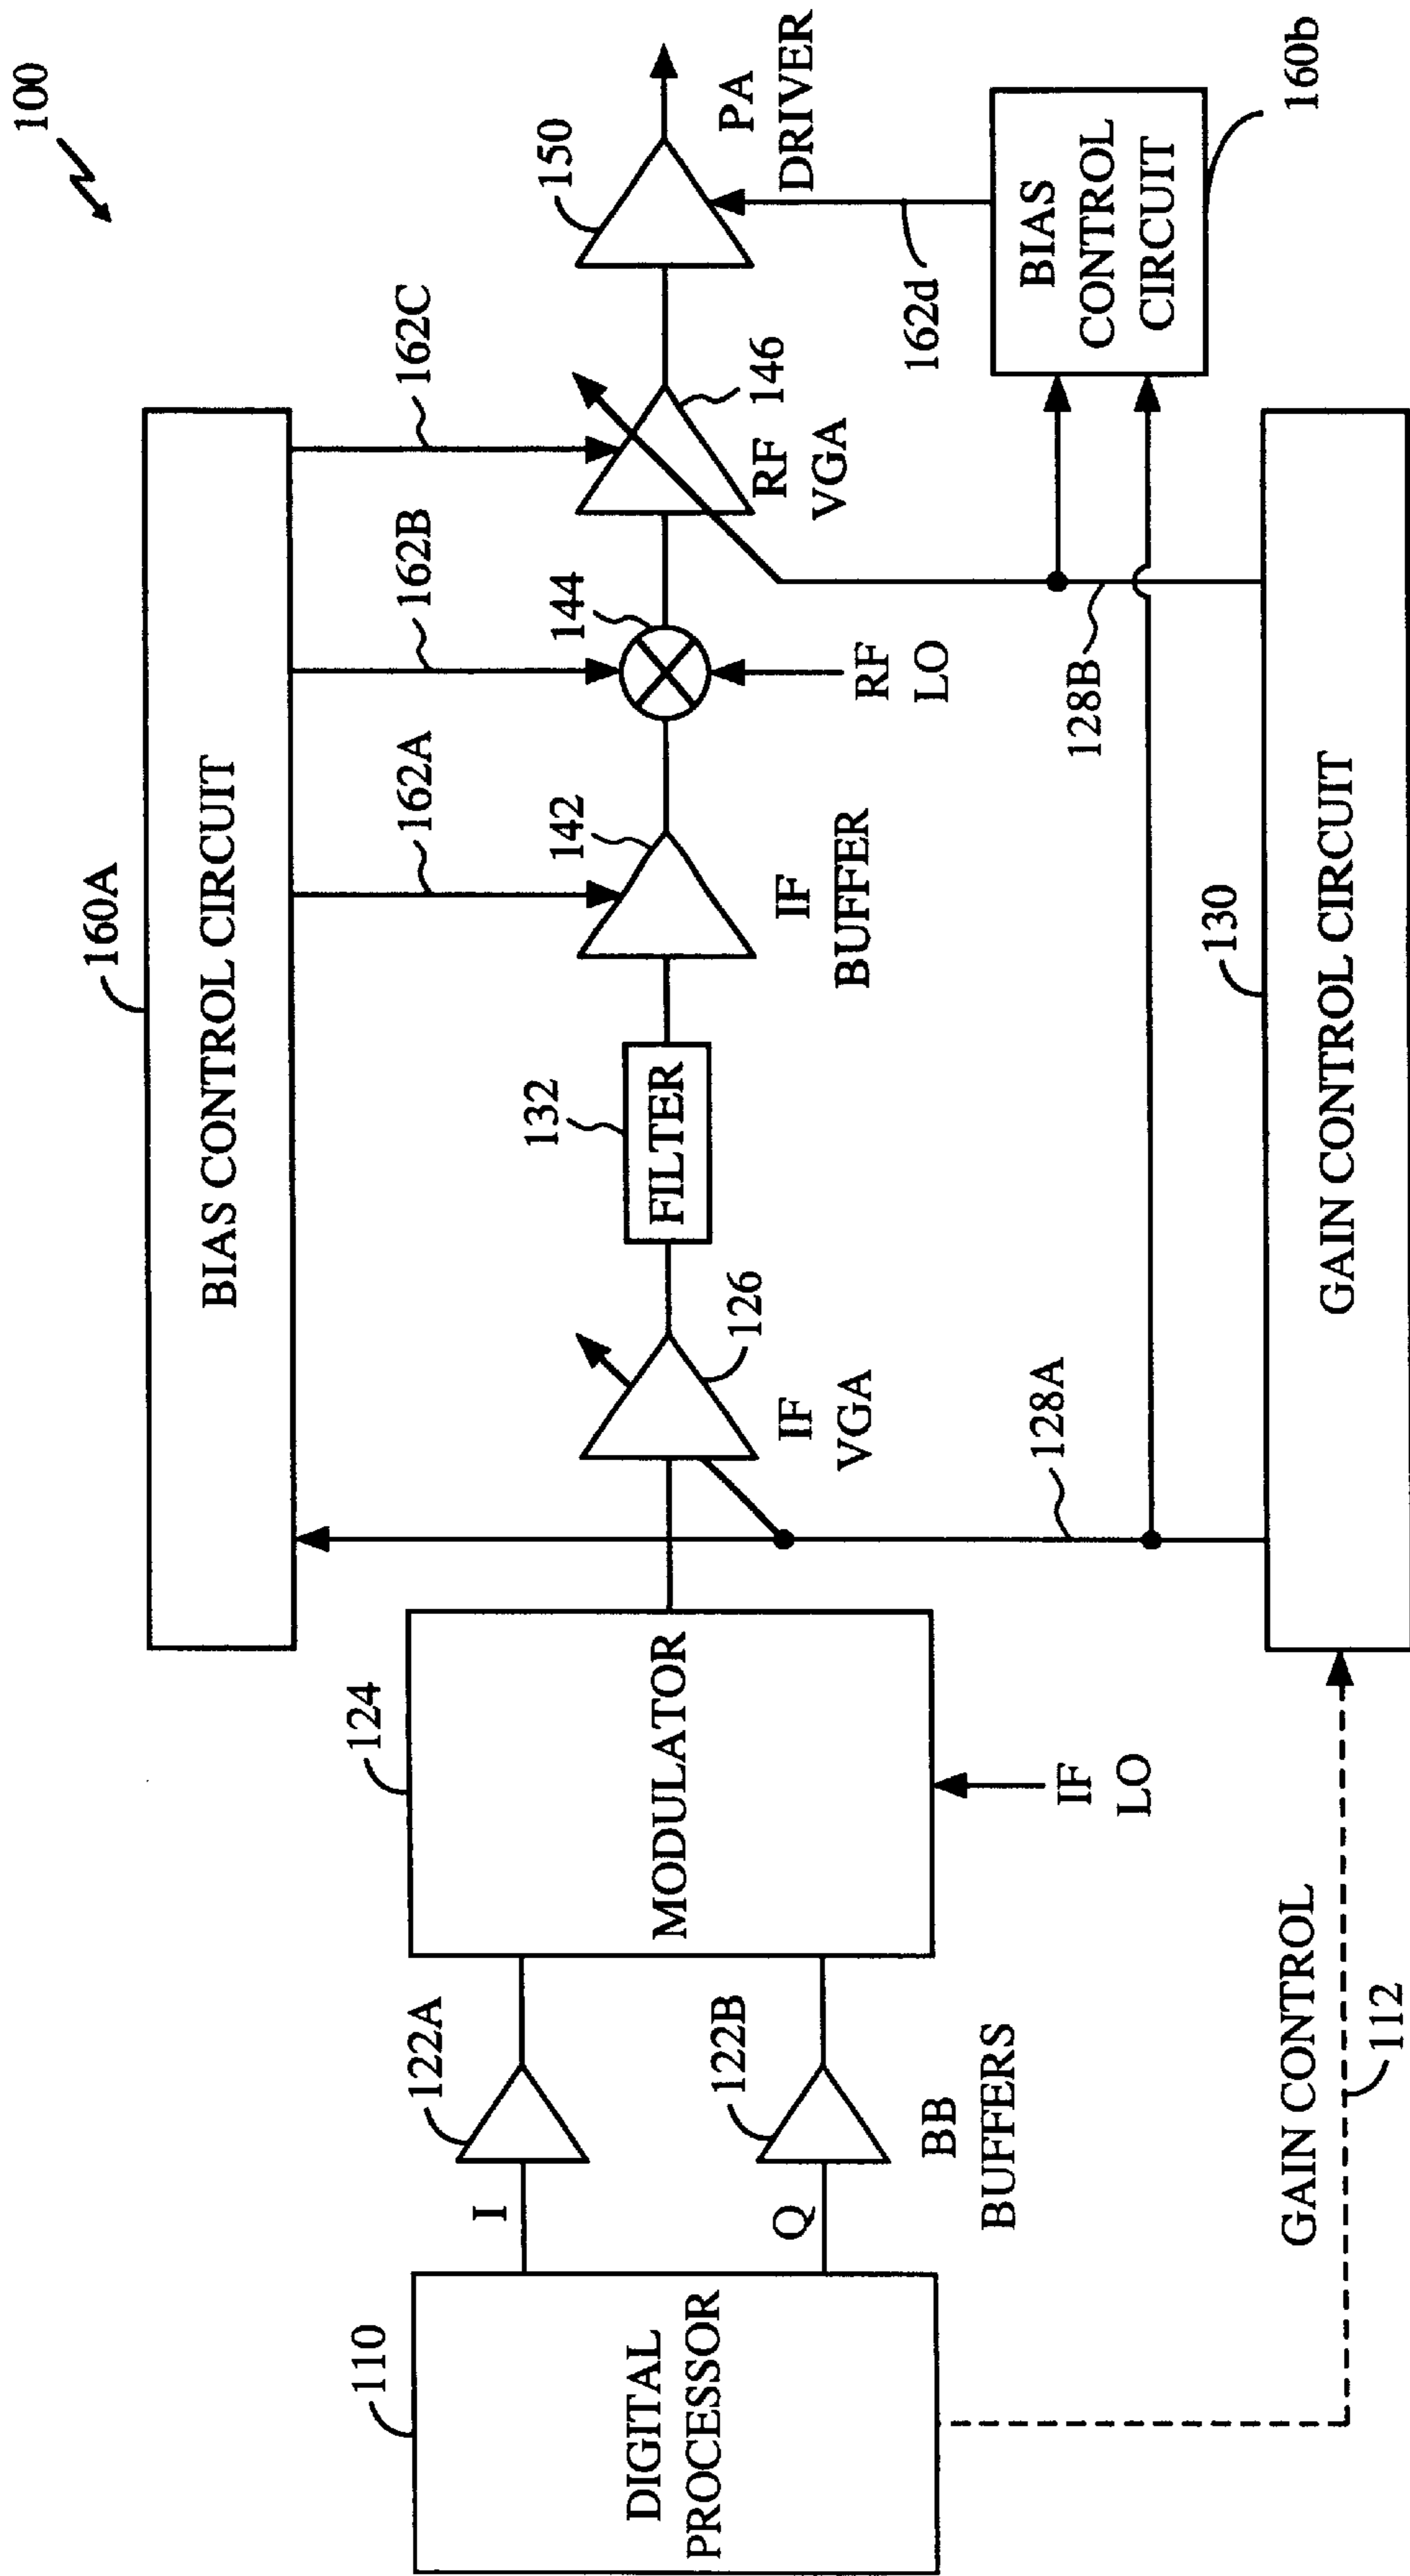 100
160A
BIAS CONTROL CIRCUIT
162A
162B
162C
110
DIGITAL
PROCESSOR
I
Q
122A
122B
BB
BUFFERS
124
MODULATOR
IF
LO
126
IF
VGA
132
FILTER
142
IF
BUFFER
144
RF
LO
146
RF
VGA
150
PA
DRIVER
162d
BIAS
CONTROL
CIRCUIT
160b
128A
128B
130
GAIN CONTROL CIRCUIT
GAIN CONTROL
112